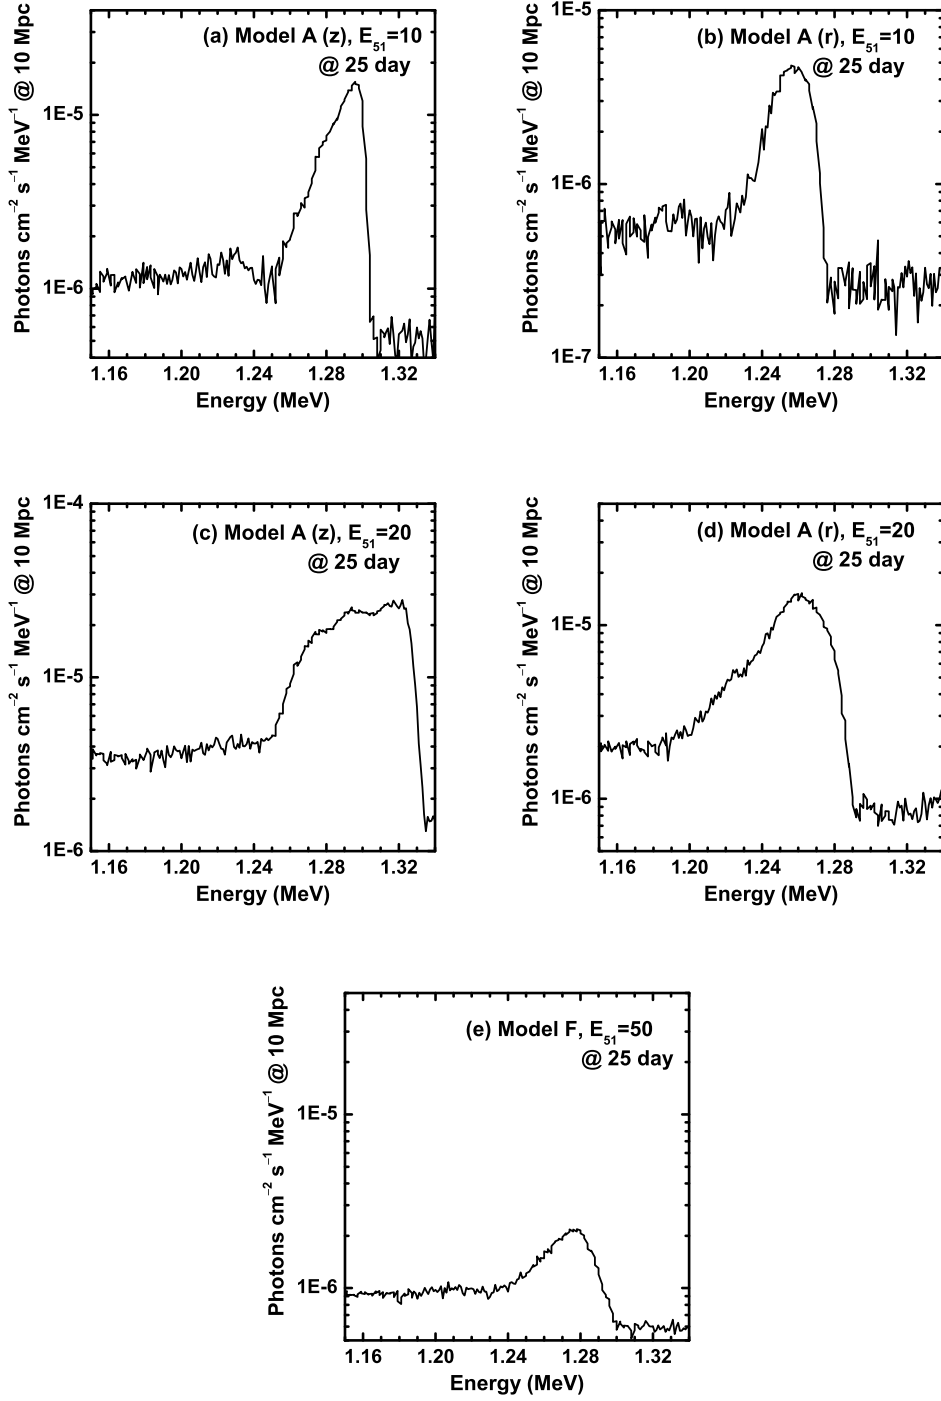 (a) Model A (z), E51=10
@ 25 day
Photons cm−2 s−1 MeV−1 @ 10 Mpc
1E-5
1E-6
1.16 1.20 1.24 1.28 1.32
Energy (MeV)
(b) Model A (r), E51=10
@ 25 day
Photons cm−2 s−1 MeV−1 @ 10 Mpc
1E-5
1E-6
1E-7
1.16 1.20 1.24 1.28 1.32
Energy (MeV)
(c) Model A (z), E51=20
@ 25 day
Photons cm−2 s−1 MeV−1 @ 10 Mpc
1E-4
1E-5
1E-6
1.16 1.20 1.24 1.28 1.32
Energy (MeV)
(d) Model A (r), E51=20
@ 25 day
Photons cm−2 s−1 MeV−1 @ 10 Mpc
1E-5
1E-6
1.16 1.20 1.24 1.28 1.32
Energy (MeV)
(e) Model F, E51=50
@ 25 day
Photons cm−2 s−1 MeV−1 @ 10 Mpc
1E-5
1E-6
1.16 1.20 1.24 1.28 1.32
Energy (MeV)